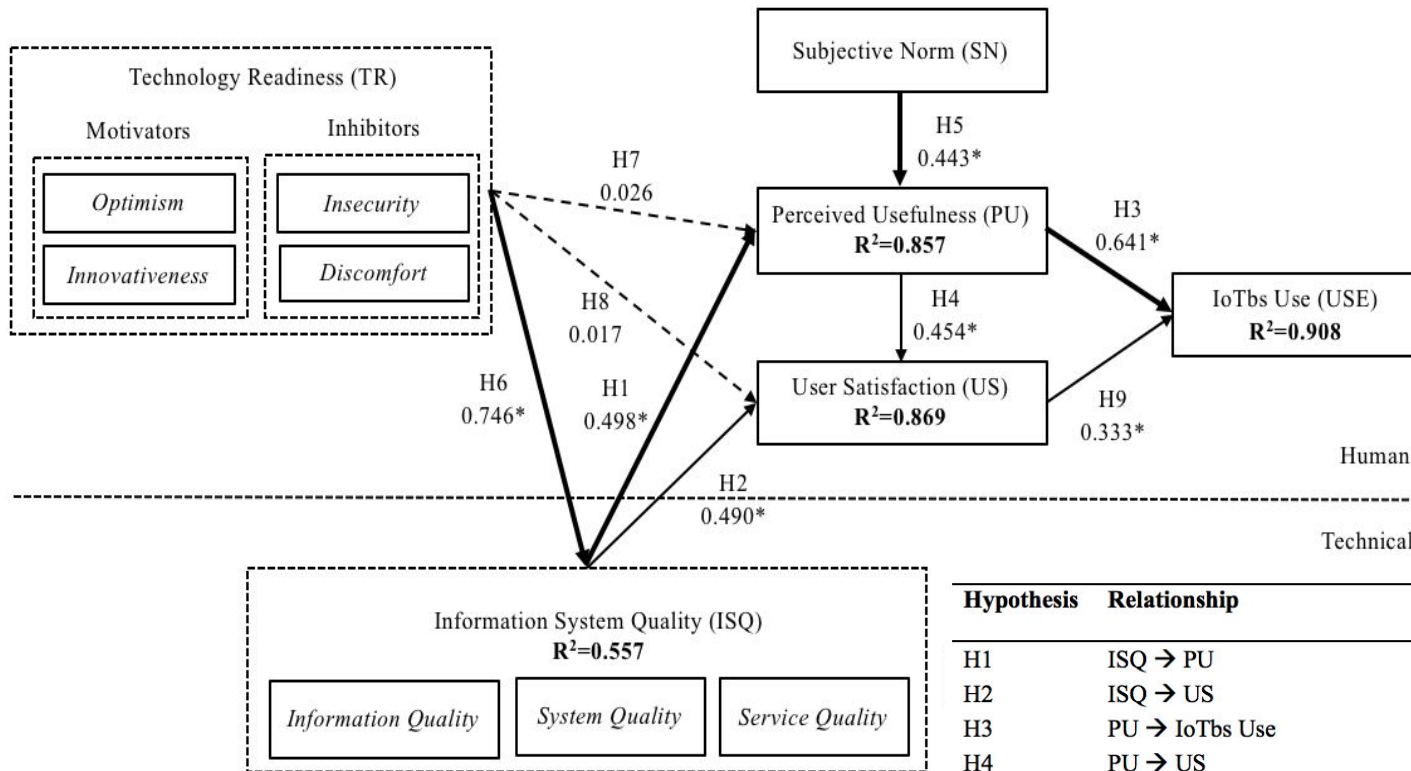 Subjective Norm (SN)
Technology Readiness (TR)
Motivators
Inhibitors
Optimism
Insecurity
Innovativeness
Discomfort
H5
0.443*
H7
0.026
Perceived Usefulness (PU)
R²=0.857
H3
0.641*
H8
0.017
H4
0.454*
IoTbs Use (USE)
R²=0.908
H6
0.746*
H1
0.498*
User Satisfaction (US)
R²=0.869
H9
0.333*
Human
H2
0.490*
Technical
Information System Quality (ISQ)
R²=0.557
Information Quality
System Quality
Service Quality
Hypothesis Relationship
H1 ISQ → PU
H2 ISQ → US
H3 PU → IoTbs Use
H4 PU → US